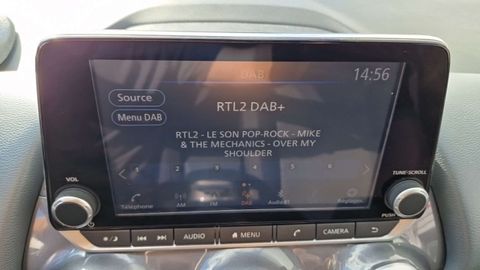 DAB
14:56
Source
RTL2 DAB+
Menu DAB
RTL2 - LE SON POP-ROCK - MIKE
& THE MECHANICS - OVER MY
SHOULDER
1 2 3 4 5 6
Téléphone AM FM DAB Réglages
VOL
TUNE·SCROLL
PUSH
AUDIO MENU CAMERA